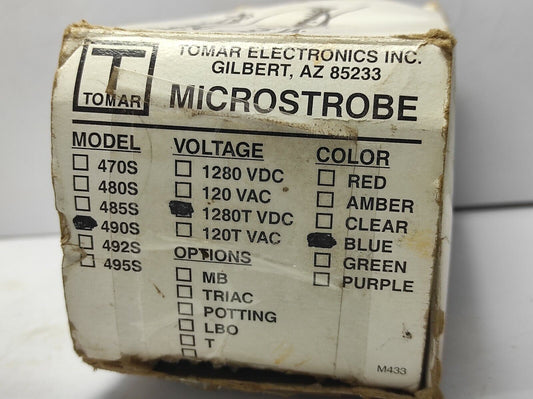 TOMAR ELECTRONICS INC.
GILBERT, AZ 85233
T
TOMAR
MiCROSTROBE
MODEL
470S
480S
485S
490S
492S
495S
VOLTAGE
1280 VDC
120 VAC
1280T VDC
120T VAC
OPTIONS
MB
TRIAC
POTTING
LBO
T
COLOR
RED
AMBER
CLEAR
BLUE
GREEN
PURPLE
M433